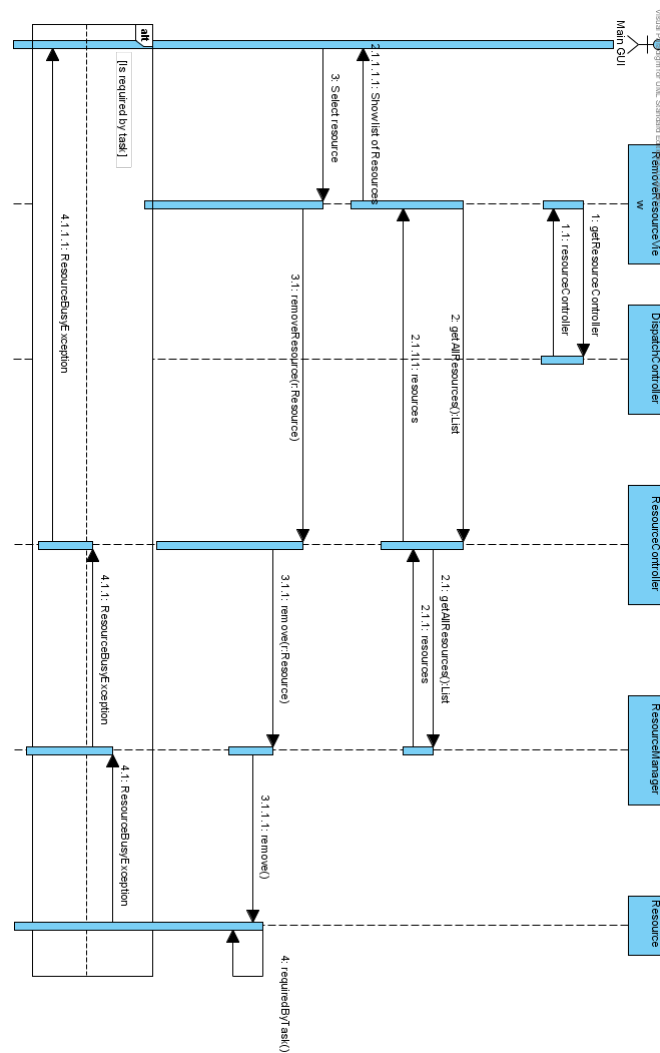 Main GUI
RemoveResourceVie
w
DispatchController
ResourceController
ResourceManager
Resource
1: getResourceController
1.1: resourceController
2: getAllResources():List
2.1: getAllResources():List
2.1.1: resources
2.1.1.1: resources
2.1.1.1.1: Show list of Resources
3: Select resource
3.1: removeResource(r:Resource)
3.1.1: remove(r:Resource)
3.1.1.1: remove()
4: requiredByTask()
alt
[Is required by task]
4.1: ResourceBusyException
4.1.1: ResourceBusyException
4.1.1.1: ResourceBusyException